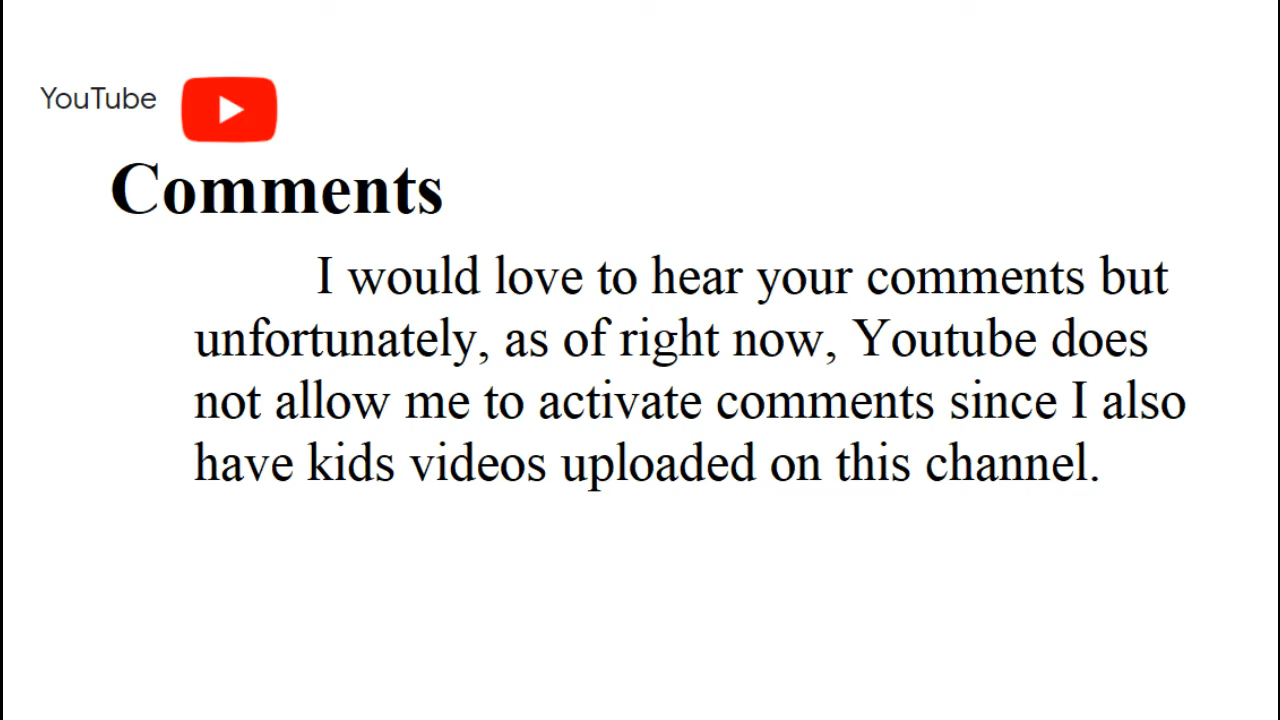 YouTube
Comments
I would love to hear your comments but
unfortunately, as of right now, Youtube does
not allow me to activate comments since I also
have kids videos uploaded on this channel.